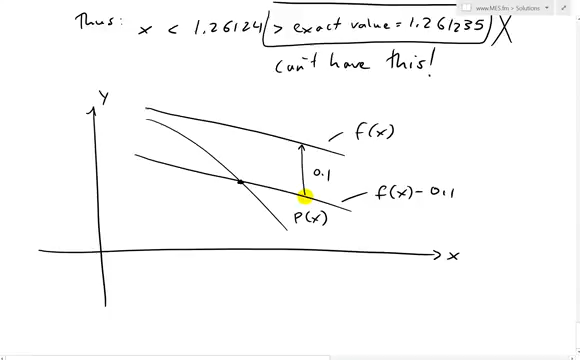 www.MES.fm > Solutions
Thus: x < 1.26124 (> exact value = 1.261235) X
can't have this!
Y
f(x)
0.1
f(x) - 0.1
P(x)
x